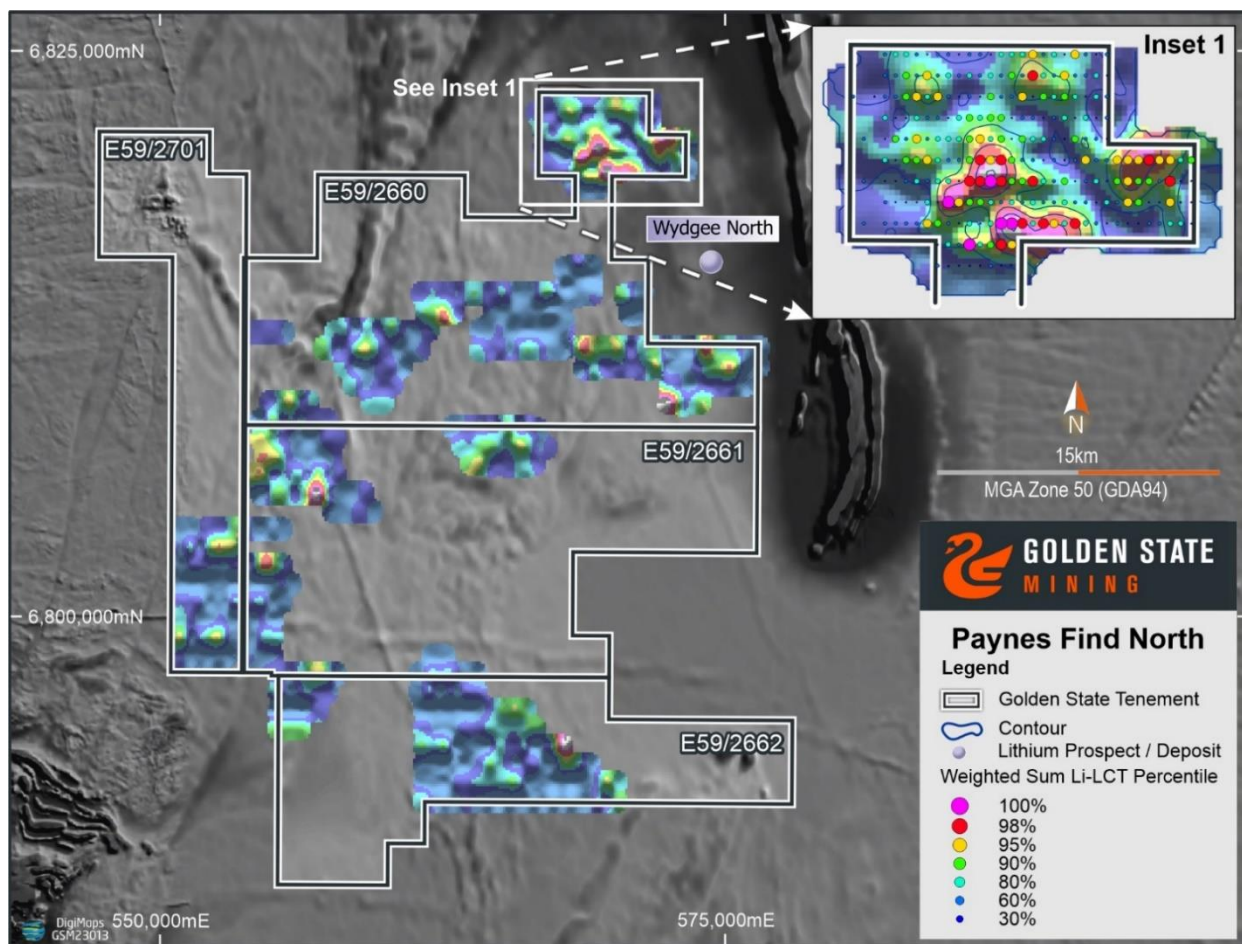 6,825,000mN
See Inset 1
Inset 1
E59/2701
E59/2660
Wydgee North
N
15km
MGA Zone 50 (GDA94)
E59/2661
6,800,000mN
E59/2662
550,000mE
575,000mE
DigiMaps
GSM23013
GOLDEN STATE
MINING
Paynes Find North
Legend
Golden State Tenement
Contour
Lithium Prospect / Deposit
Weighted Sum Li-LCT Percentile
100%
98%
95%
90%
80%
60%
30%